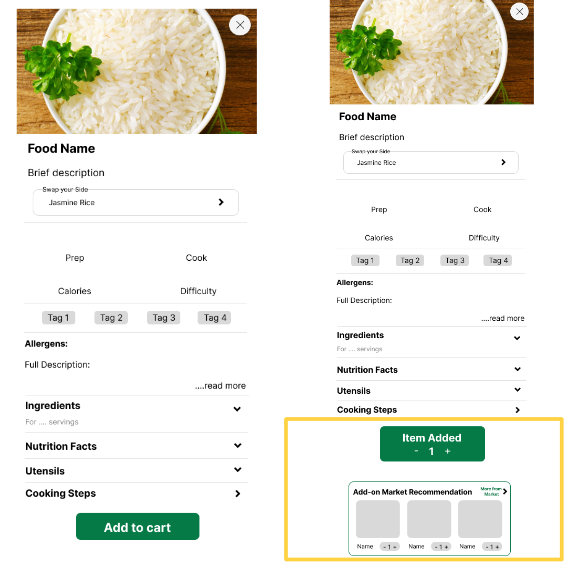 Food Name
Brief description
Swap your Side
Jasmine Rice
Prep Cook
Calories Difficulty
Tag 1 Tag 2 Tag 3 Tag 4
Allergens:
Full Description:
....read more
Ingredients
For .... servings
Nutrition Facts
Utensils
Cooking Steps
Add to cart
Food Name
Brief description
Swap your Side
Jasmine Rice
Prep Cook
Calories Difficulty
Tag 1 Tag 2 Tag 3 Tag 4
Allergens:
Full Description:
....read more
Ingredients
For .... servings
Nutrition Facts
Utensils
Cooking Steps
Item Added
- 1 +
Add-on Market Recommendation
More from
Market
Name - 1 + Name - 1 + Name - 1 +